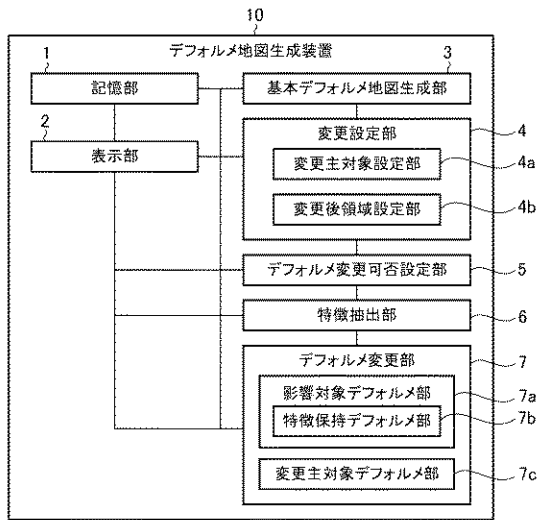 10
デフォルメ地図生成装置
1
記憶部
2
表示部
3
基本デフォルメ地図生成部
変更設定部
4
変更主対象設定部
4a
変更後領域設定部
4b
デフォルメ変更可否設定部
5
特徴抽出部
6
デフォルメ変更部
7
影響対象デフォルメ部
7a
特徴保持デフォルメ部
7b
変更主対象デフォルメ部
7c